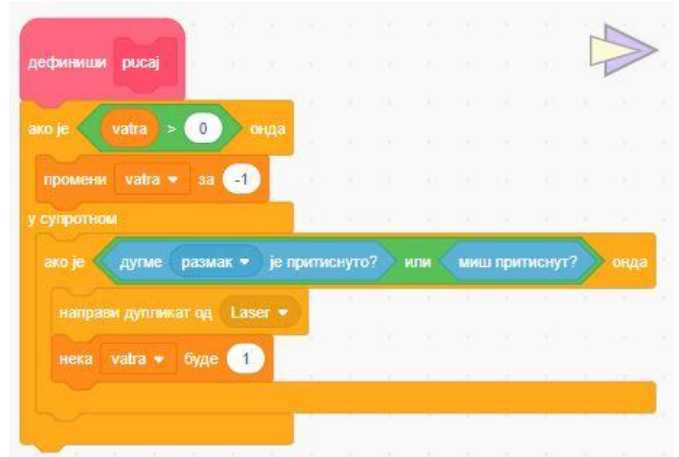 дефиниши pucaj
ако је vatra > 0 онда
промени vatra за -1
у супротном
ако је дугме размак је притиснуто? или миш притиснут? онда
направи дупликат од Laser
нека vatra буде 1